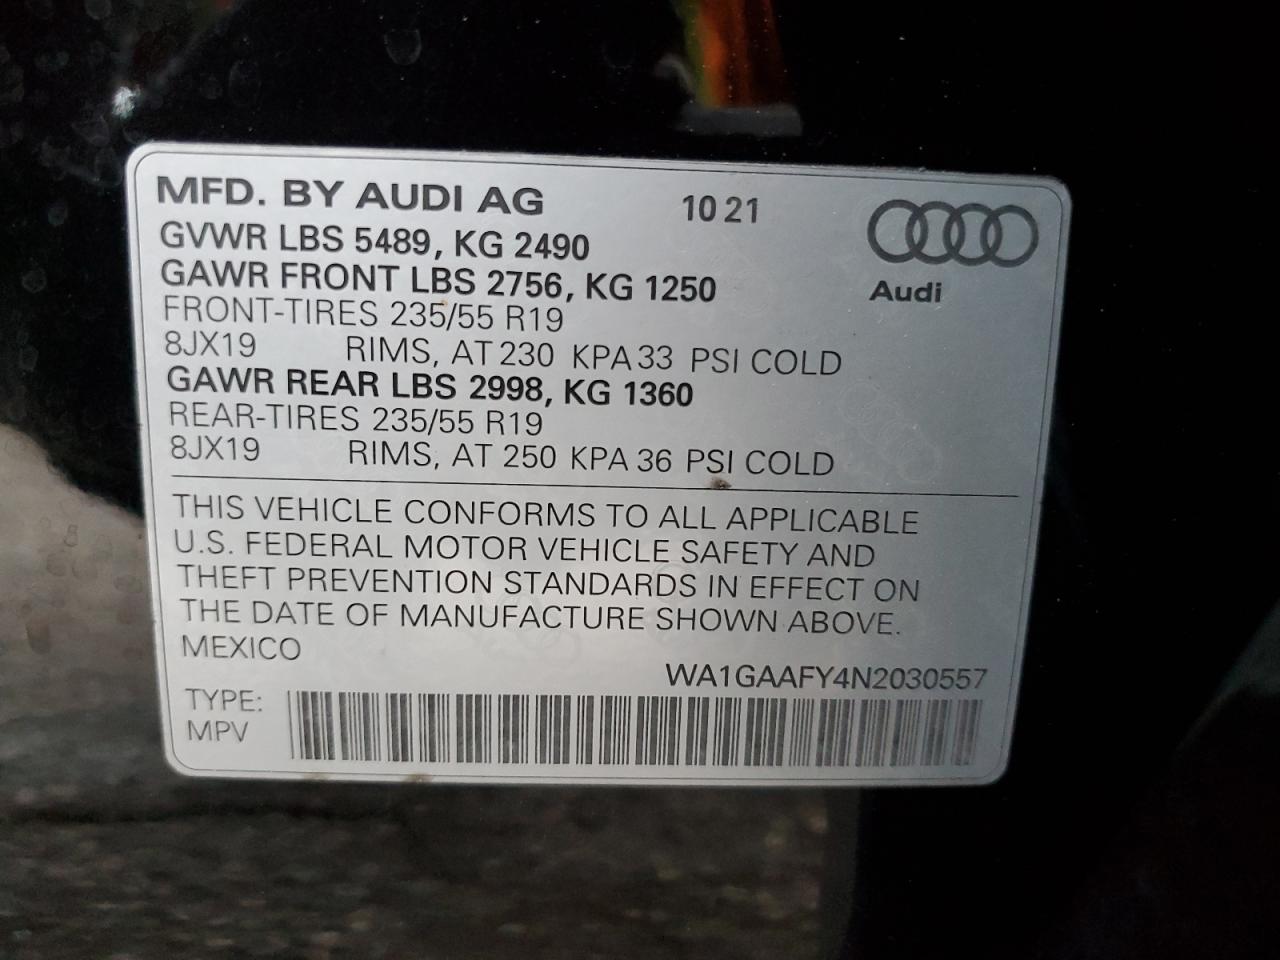 MFD. BY AUDI AG 10 21
GVWR LBS 5489, KG 2490
GAWR FRONT LBS 2756, KG 1250
Audi
FRONT-TIRES 235/55 R19
8JX19 RIMS, AT 230 KPA 33 PSI COLD
GAWR REAR LBS 2998, KG 1360
REAR-TIRES 235/55 R19
8JX19 RIMS, AT 250 KPA 36 PSI COLD
THIS VEHICLE CONFORMS TO ALL APPLICABLE
U.S. FEDERAL MOTOR VEHICLE SAFETY AND
THEFT PREVENTION STANDARDS IN EFFECT ON
THE DATE OF MANUFACTURE SHOWN ABOVE.
MEXICO
WA1GAAFY4N2030557
TYPE:
MPV